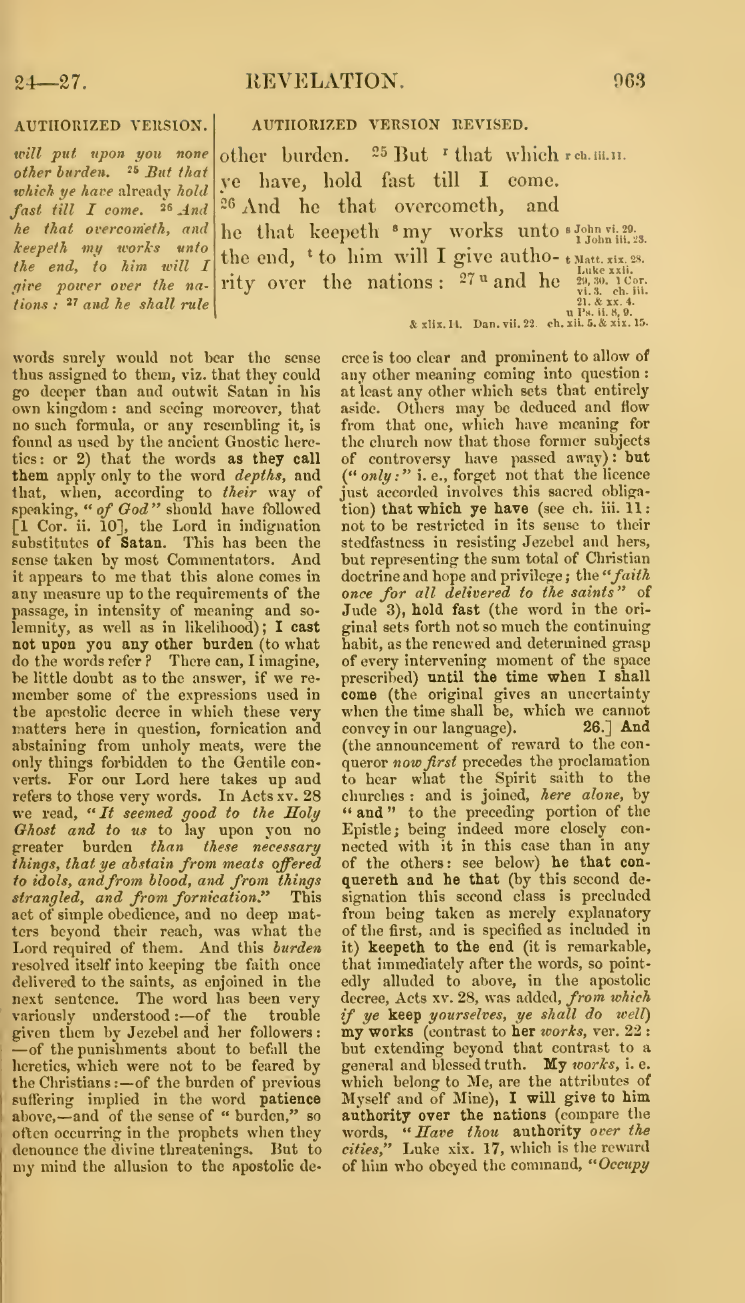 24—27.
REVELATION.
963
AUTHORIZED VERSION.
will put upon you none
other burden. 25 But that
which ye have already hold
fast till I come. 26 And
he that overcometh, and
keepeth my works unto
the end, to him will I
give power over the na-
tions : 27 and he shall rule
AUTHORIZED VERSION REVISED.
other burden. 25 But r that which
ye have, hold fast till I come.
26 And he that overcometh, and
he that keepeth s my works unto
the end, t to him will I give autho-
rity over the nations : 27 u and he
r ch. iii. 11.
s John vi. 29.
1 John iii. 23.
t Matt. xix. 28.
Luke xxii.
29, 30. 1 Cor.
vi. 3. ch. iii.
21. & xx. 4.
u Ps. ii. 8, 9.
& xlix. 14. Dan. vii. 22. ch. xii. 5. & xix. 15.
words surely would not bear the sense
thus assigned to them, viz. that they could
go deeper than and outwit Satan in his
own kingdom : and seeing moreover, that
no such formula, or any resembling it, is
found as used by the ancient Gnostic here-
tics : or 2) that the words as they call
them apply only to the word depths, and
that, when, according to their way of
speaking, “ of God” should have followed
[1 Cor. ii. 10], the Lord in indignation
substitutes of Satan. This has been the
sense taken by most Commentators. And
it appears to me that this alone comes in
any measure up to the requirements of the
passage, in intensity of meaning and so-
lemnity, as well as in likelihood); I cast
not upon you any other burden (to what
do the words refer ? There can, I imagine,
be little doubt as to the answer, if we re-
member some of the expressions used in
the apostolic decree in which these very
matters here in question, fornication and
abstaining from unholy meats, were the
only things forbidden to the Gentile con-
verts. For our Lord here takes up and
refers to those very words. In Acts xv. 28
we read, “It seemed good to the Holy
Ghost and to us to lay upon you no
greater burden than these necessary
things, that ye abstain from meats offered
to idols, and from blood, and from things
strangled, and from fornication.” This
act of simple obedience, and no deep mat-
ters beyond their reach, was what the
Lord required of them. And this burden
resolved itself into keeping the faith once
delivered to the saints, as enjoined in the
next sentence. The word has been very
variously understood :—of the trouble
given them by Jezebel and her followers :
—of the punishments about to befall the
heretics, which were not to be feared by
the Christians :—of the burden of previous
suffering implied in the word patience
above,—and of the sense of “ burden,” so
often occurring in the prophets when they
denounce the divine threatenings. But to
my mind the allusion to the apostolic de-
cree is too clear and prominent to allow of
any other meaning coming into question :
at least any other which sets that entirely
aside. Others may be deduced and flow
from that one, which have meaning for
the church now that those former subjects
of controversy have passed away) : but
(“ only :” i. e., forget not that the licence
just accorded involves this sacred obliga-
tion) that which ye have (see ch. iii. 11 :
not to be restricted in its sense to their
stedfastness in resisting Jezebel and hers,
but representing the sum total of Christian
doctrine and hope and privilege ; the “faith
once for all delivered to the saints” of
Jude 3), hold fast (the word in the ori-
ginal sets forth not so much the continuing
habit, as the renewed and determined grasp
of every intervening moment of the space
prescribed) until the time when I shall
come (the original gives an uncertainty
when the time shall be, which we cannot
convey in our language). 26.] And
(the announcement of reward to the con-
queror now first precedes the proclamation
to hear what the Spirit saith to the
churches : and is joined, here alone, by
“ and ” to the preceding portion of the
Epistle ; being indeed more closely con-
nected with it in this case than in any
of the others : see below) he that con-
quereth and he that (by this second de-
signation this second class is precluded
from being taken as merely explanatory
of the first, and is specified as included in
it) keepeth to the end (it is remarkable,
that immediately after the words, so point-
edly alluded to above, in the apostolic
decree, Acts xv. 28, was added, from which
if ye keep yourselves, ye shall do well)
my works (contrast to her works, ver. 22 :
but extending beyond that contrast to a
general and blessed truth. My works, i. e.
which belong to Me, are the attributes of
Myself and of Mine), I will give to him
authority over the nations (compare the
words, “Have thou authority over the
cities,” Luke xix. 17, which is the reward
of him who obeyed the command, “Occupy